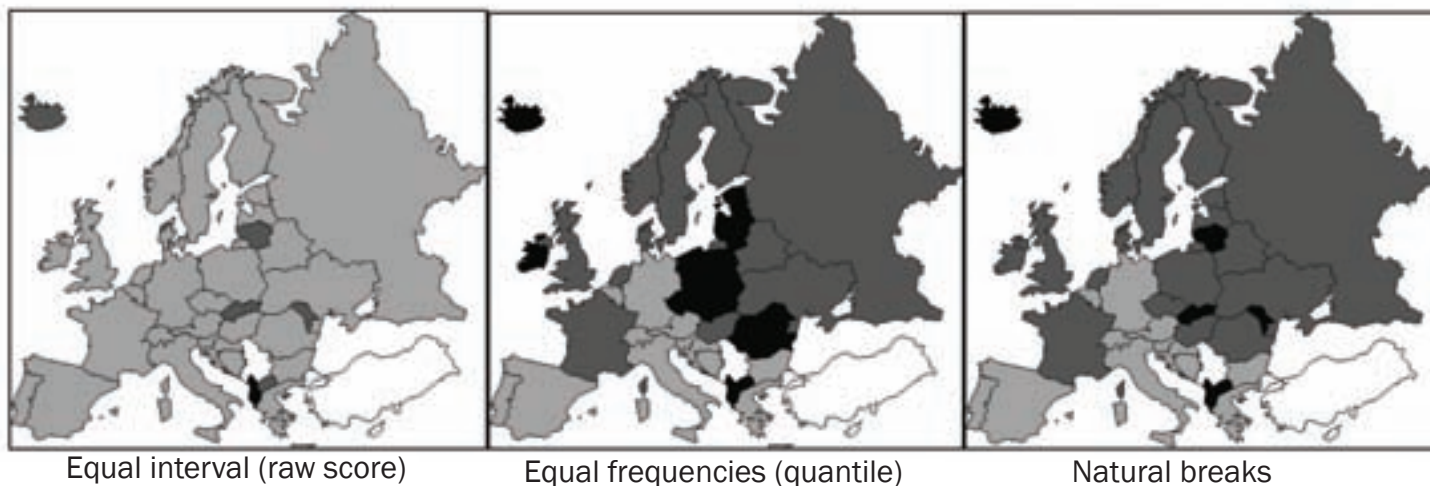 Equal interval (raw score)
Equal frequencies (quantile)
Natural breaks